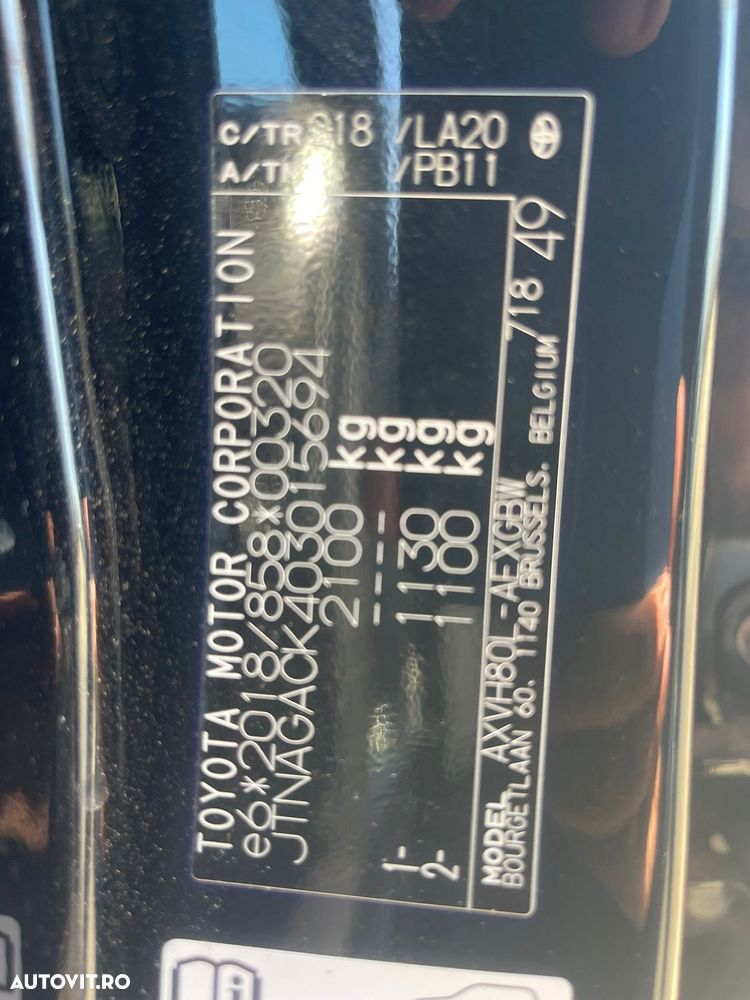 TOYOTA MOTOR CORPORATION
e6*2018/858*00320
JTNAGACK403015694
2100 kg
---- kg
1- 1130 kg
2- 1100 kg
MODEL AXVH80L-AEXGBW
BOURGETLAAN 60. 1140 BRUSSELS. BELGIUM 718 49
C/TR 218 /LA20
A/TM /PB11
AUTOVIT.RO